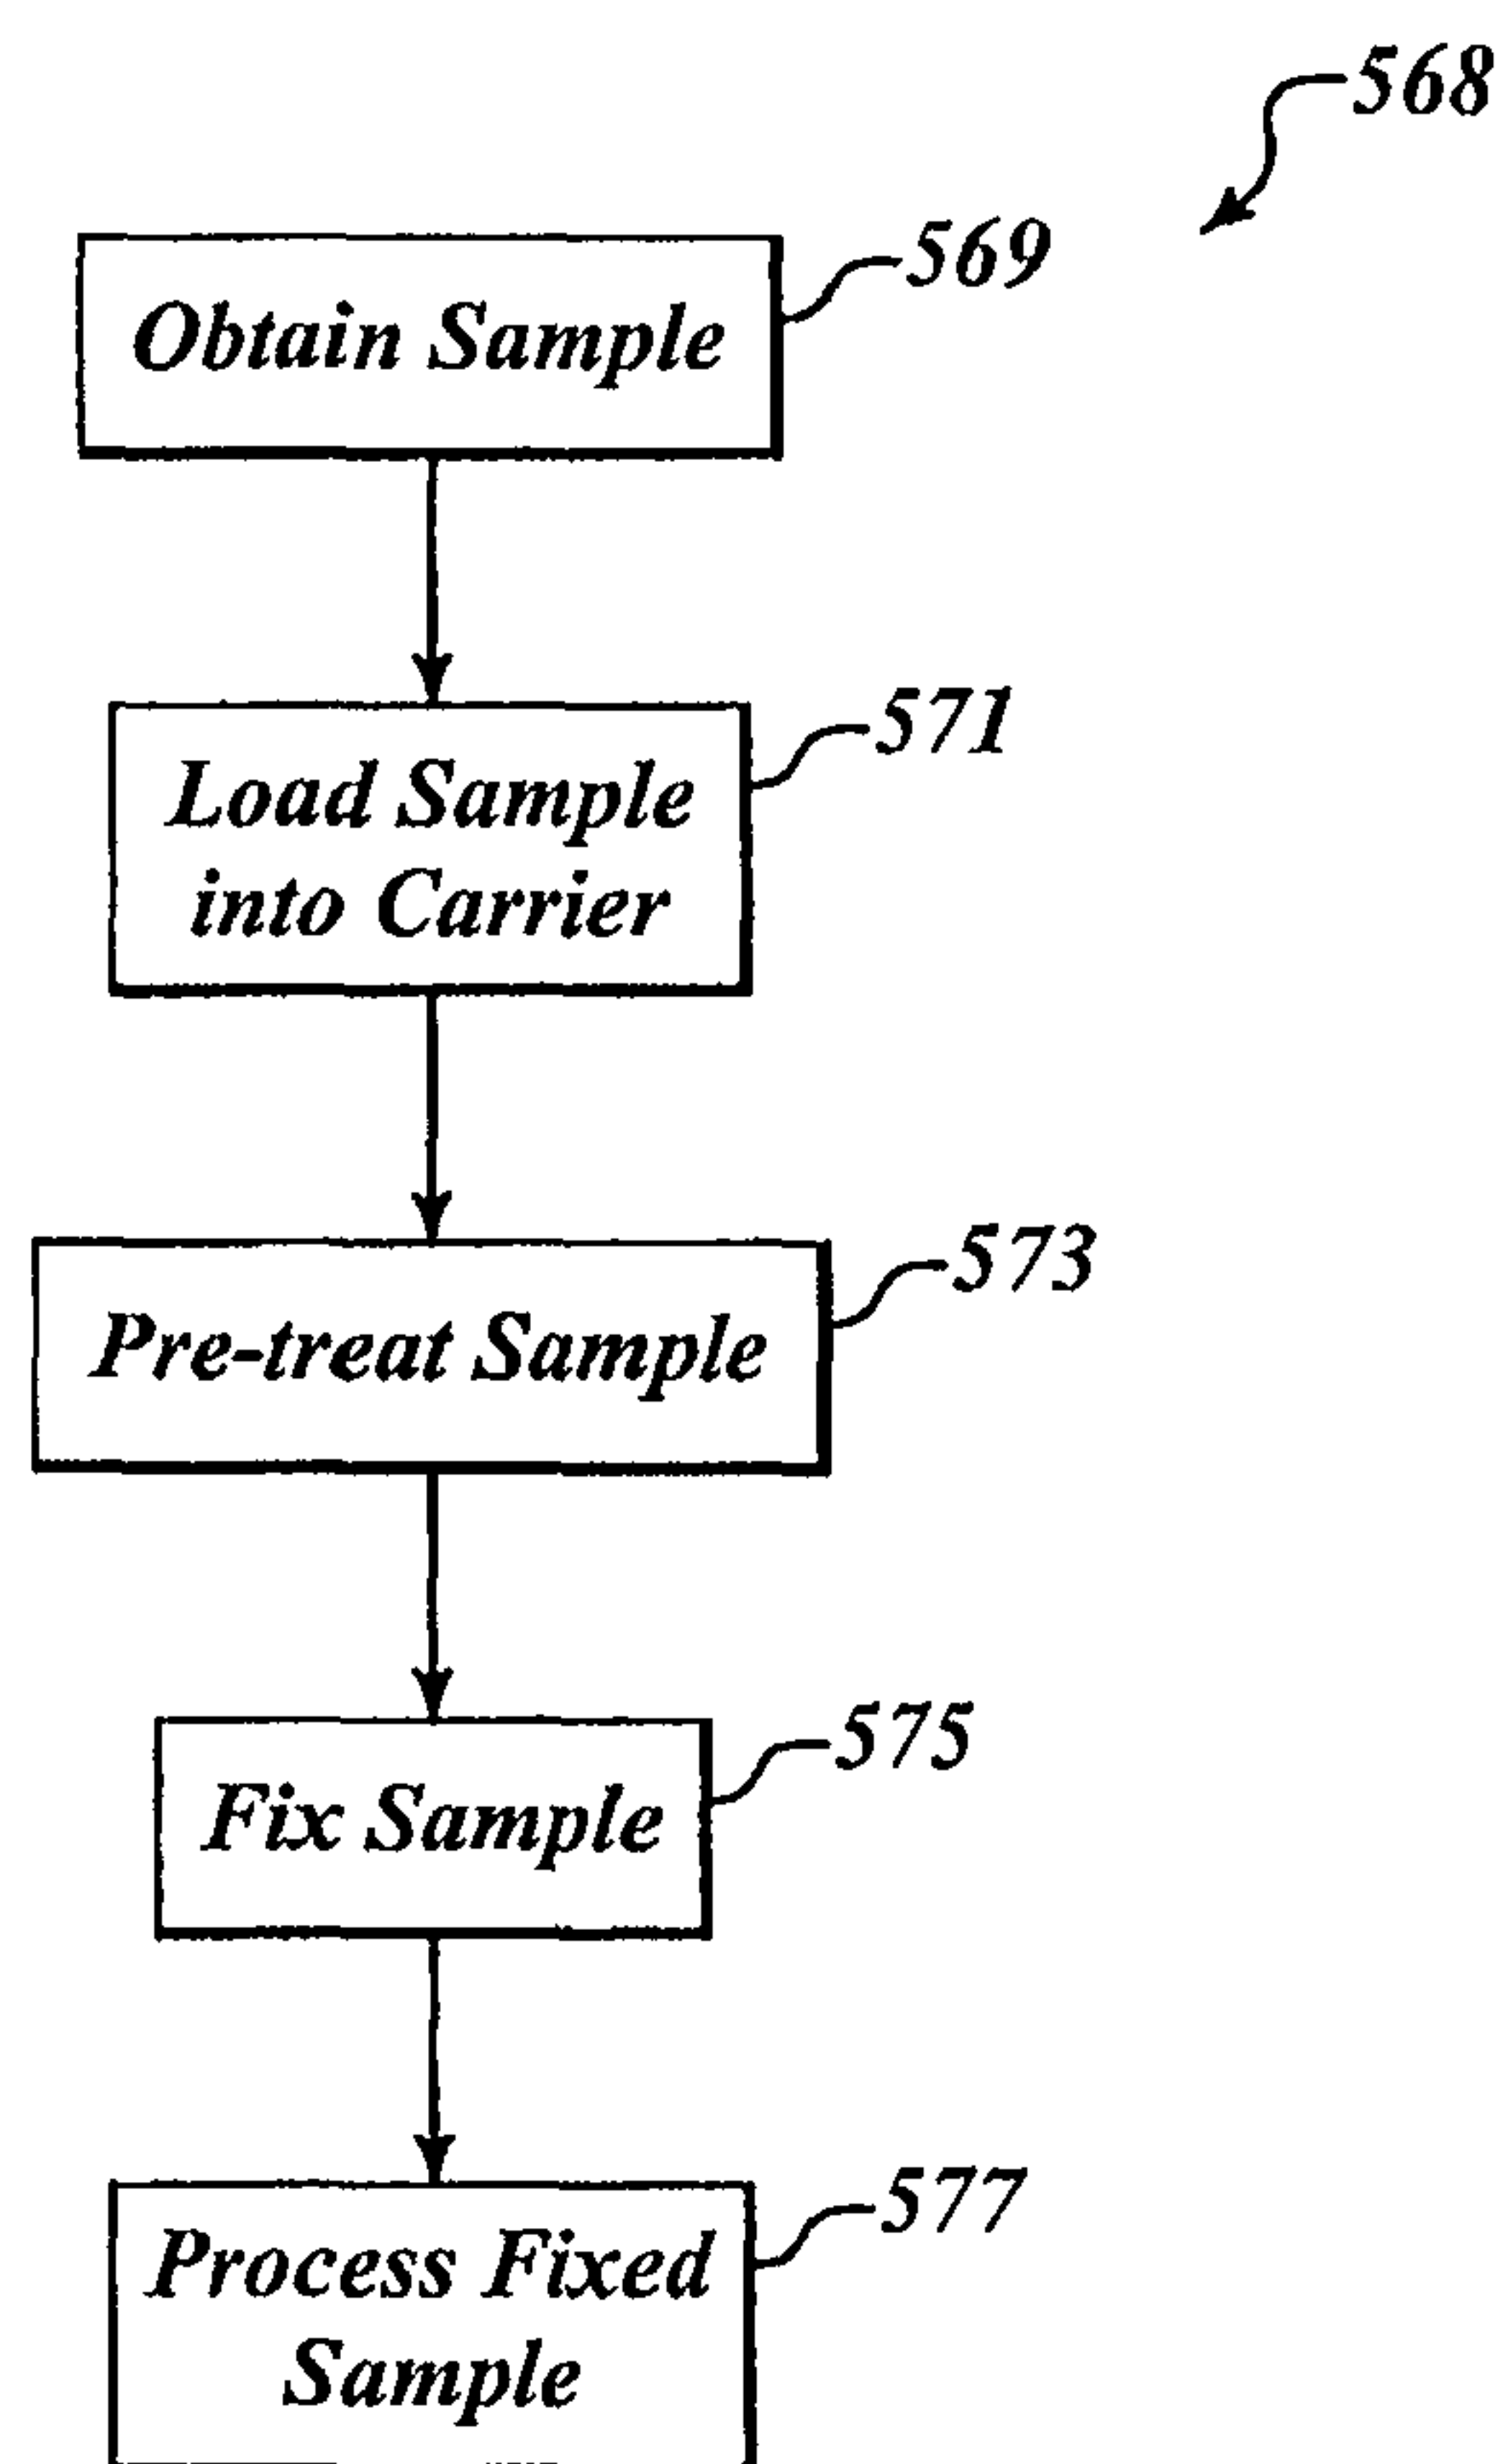 568
569
Obtain Sample
571
Load Sample
into Carrier
573
Pre-treat Sample
575
Fix Sample
577
Process Fixed
Sample